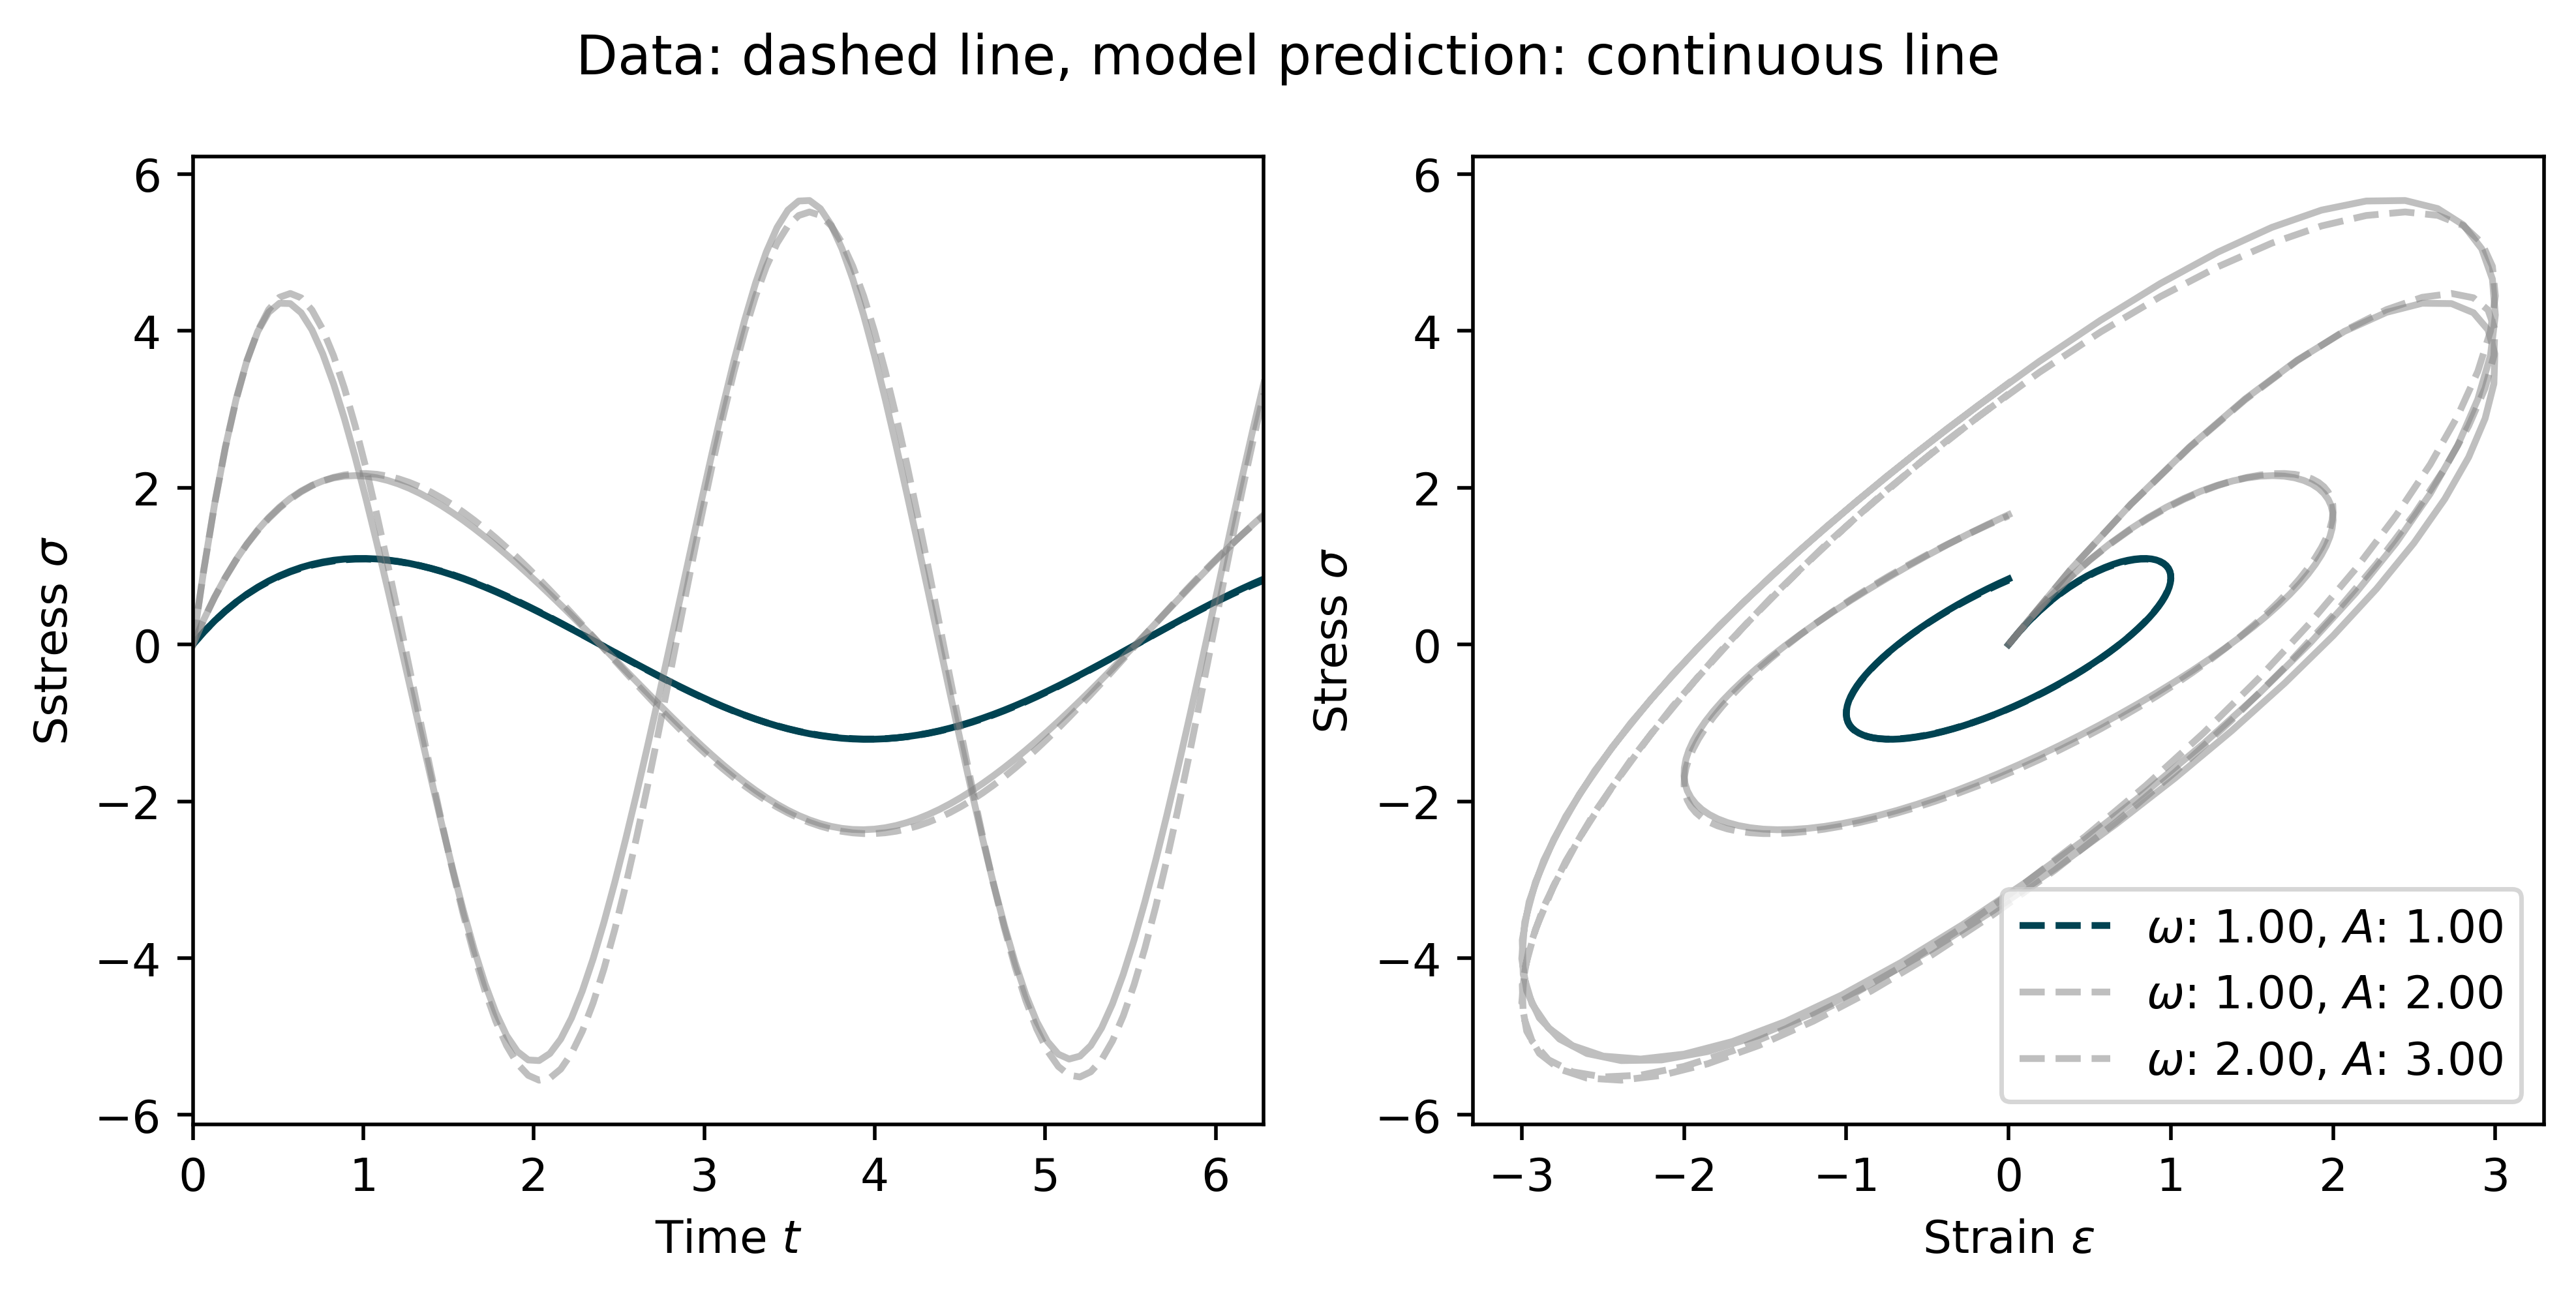 Data: dashed line, model prediction: continuous line
6
4
2
0
−2
−4
−6
Sstress σ
0 1 2 3 4 5 6
Time t
6
4
2
0
−2
−4
−6
Stress σ
−3 −2 −1 0 1 2 3
Strain ε
ω: 1.00, A: 1.00
ω: 1.00, A: 2.00
ω: 2.00, A: 3.00